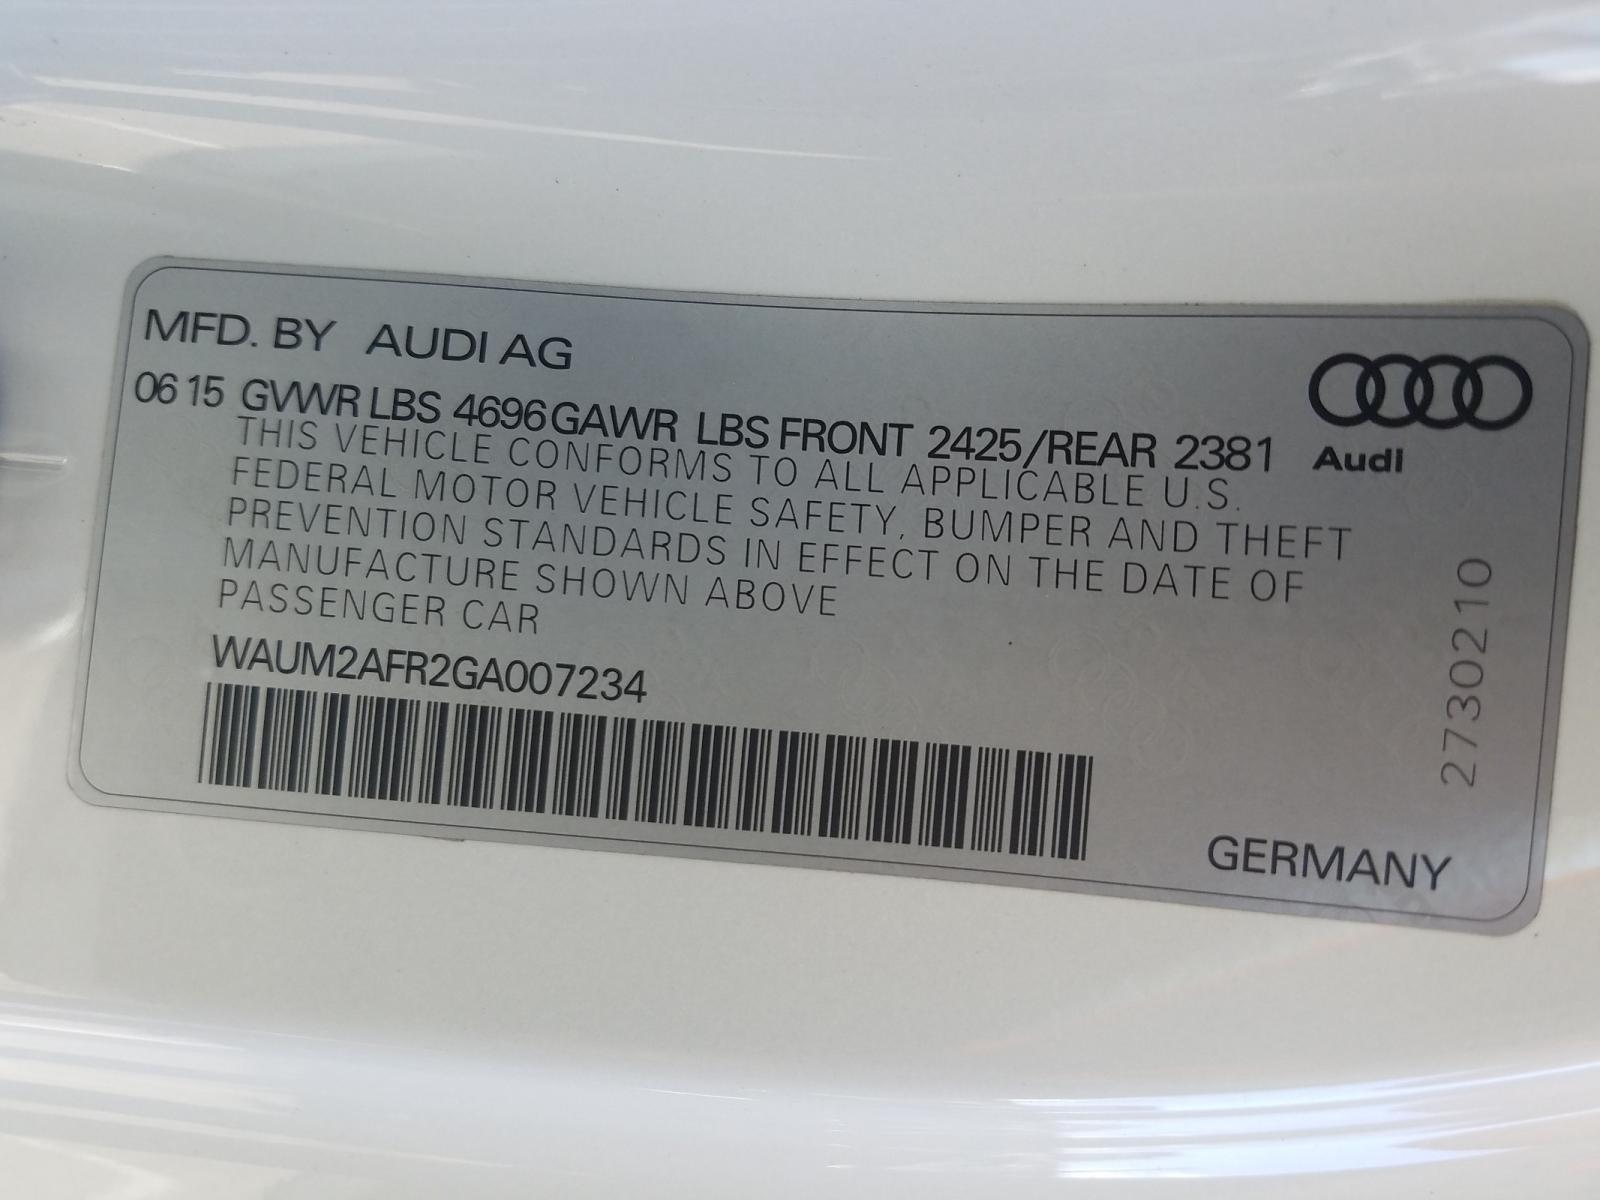 MFD. BY AUDI AG
06 15 GVWR LBS 4696 GAWR LBS FRONT 2425/REAR 2381
Audi
THIS VEHICLE CONFORMS TO ALL APPLICABLE U.S.
FEDERAL MOTOR VEHICLE SAFETY, BUMPER AND THEFT
PREVENTION STANDARDS IN EFFECT ON THE DATE OF
MANUFACTURE SHOWN ABOVE
PASSENGER CAR
WAUM2AFR2GA007234
2730210
GERMANY